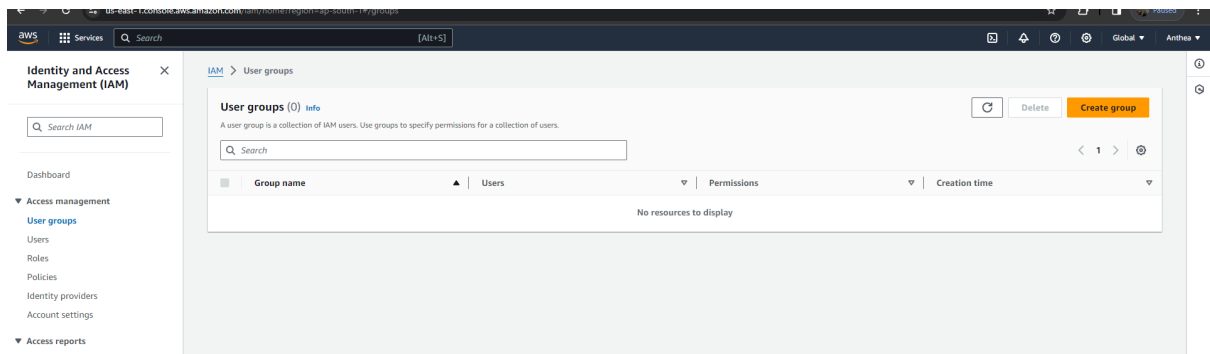 us-east-1.console.aws.amazon.com/iam/home?region=ap-south-1#/groups Paused
aws Services Search [Alt+S] Global Anthea
Identity and Access Management (IAM)
Search IAM
Dashboard
Access management
User groups
Users
Roles
Policies
Identity providers
Account settings
Access reports
IAM > User groups
User groups (0) Info
Delete Create group
A user group is a collection of IAM users. Use groups to specify permissions for a collection of users.
Search
1
Group name Users Permissions Creation time
No resources to display